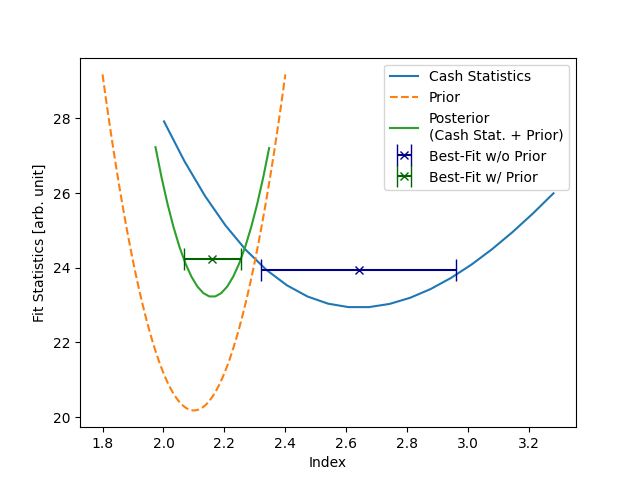 Cash Statistics
Prior
Posterior
(Cash Stat. + Prior)
Best-Fit w/o Prior
Best-Fit w/ Prior
Fit Statistics [arb. unit]
28
26
24
22
20
1.8 2.0 2.2 2.4 2.6 2.8 3.0 3.2
Index